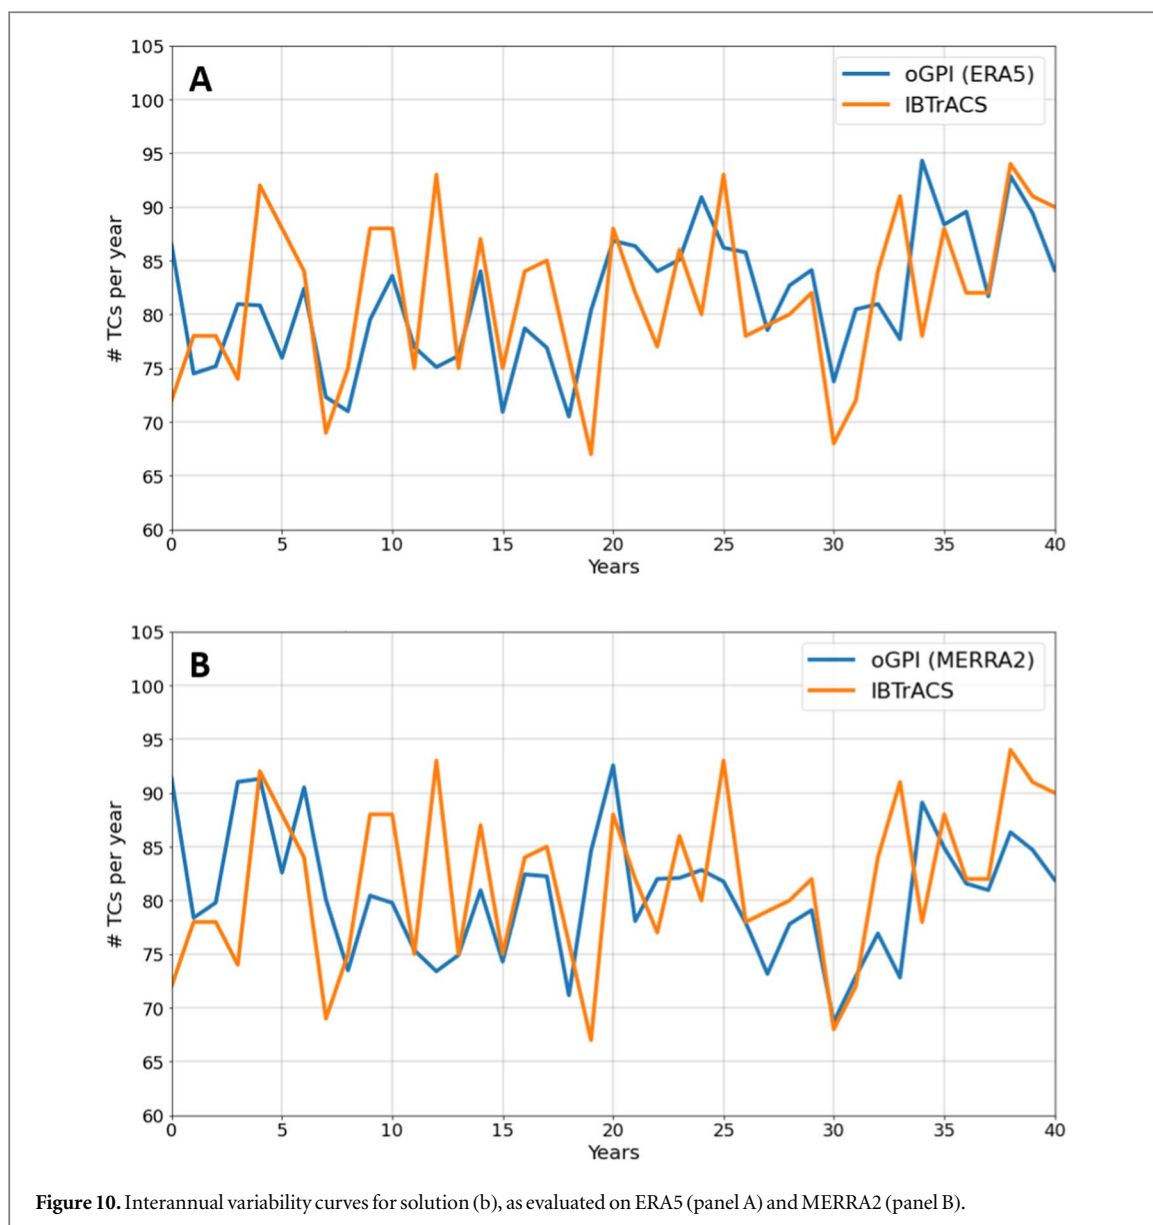 A
oGPI (ERA5)
IBTrACS
# TCs per year
105
100
95
90
85
80
75
70
65
60
0 5 10 15 20 25 30 35 40
Years
B
oGPI (MERRA2)
IBTrACS
# TCs per year
105
100
95
90
85
80
75
70
65
60
0 5 10 15 20 25 30 35 40
Years
Figure 10. Interannual variability curves for solution (b), as evaluated on ERA5 (panel A) and MERRA2 (panel B).